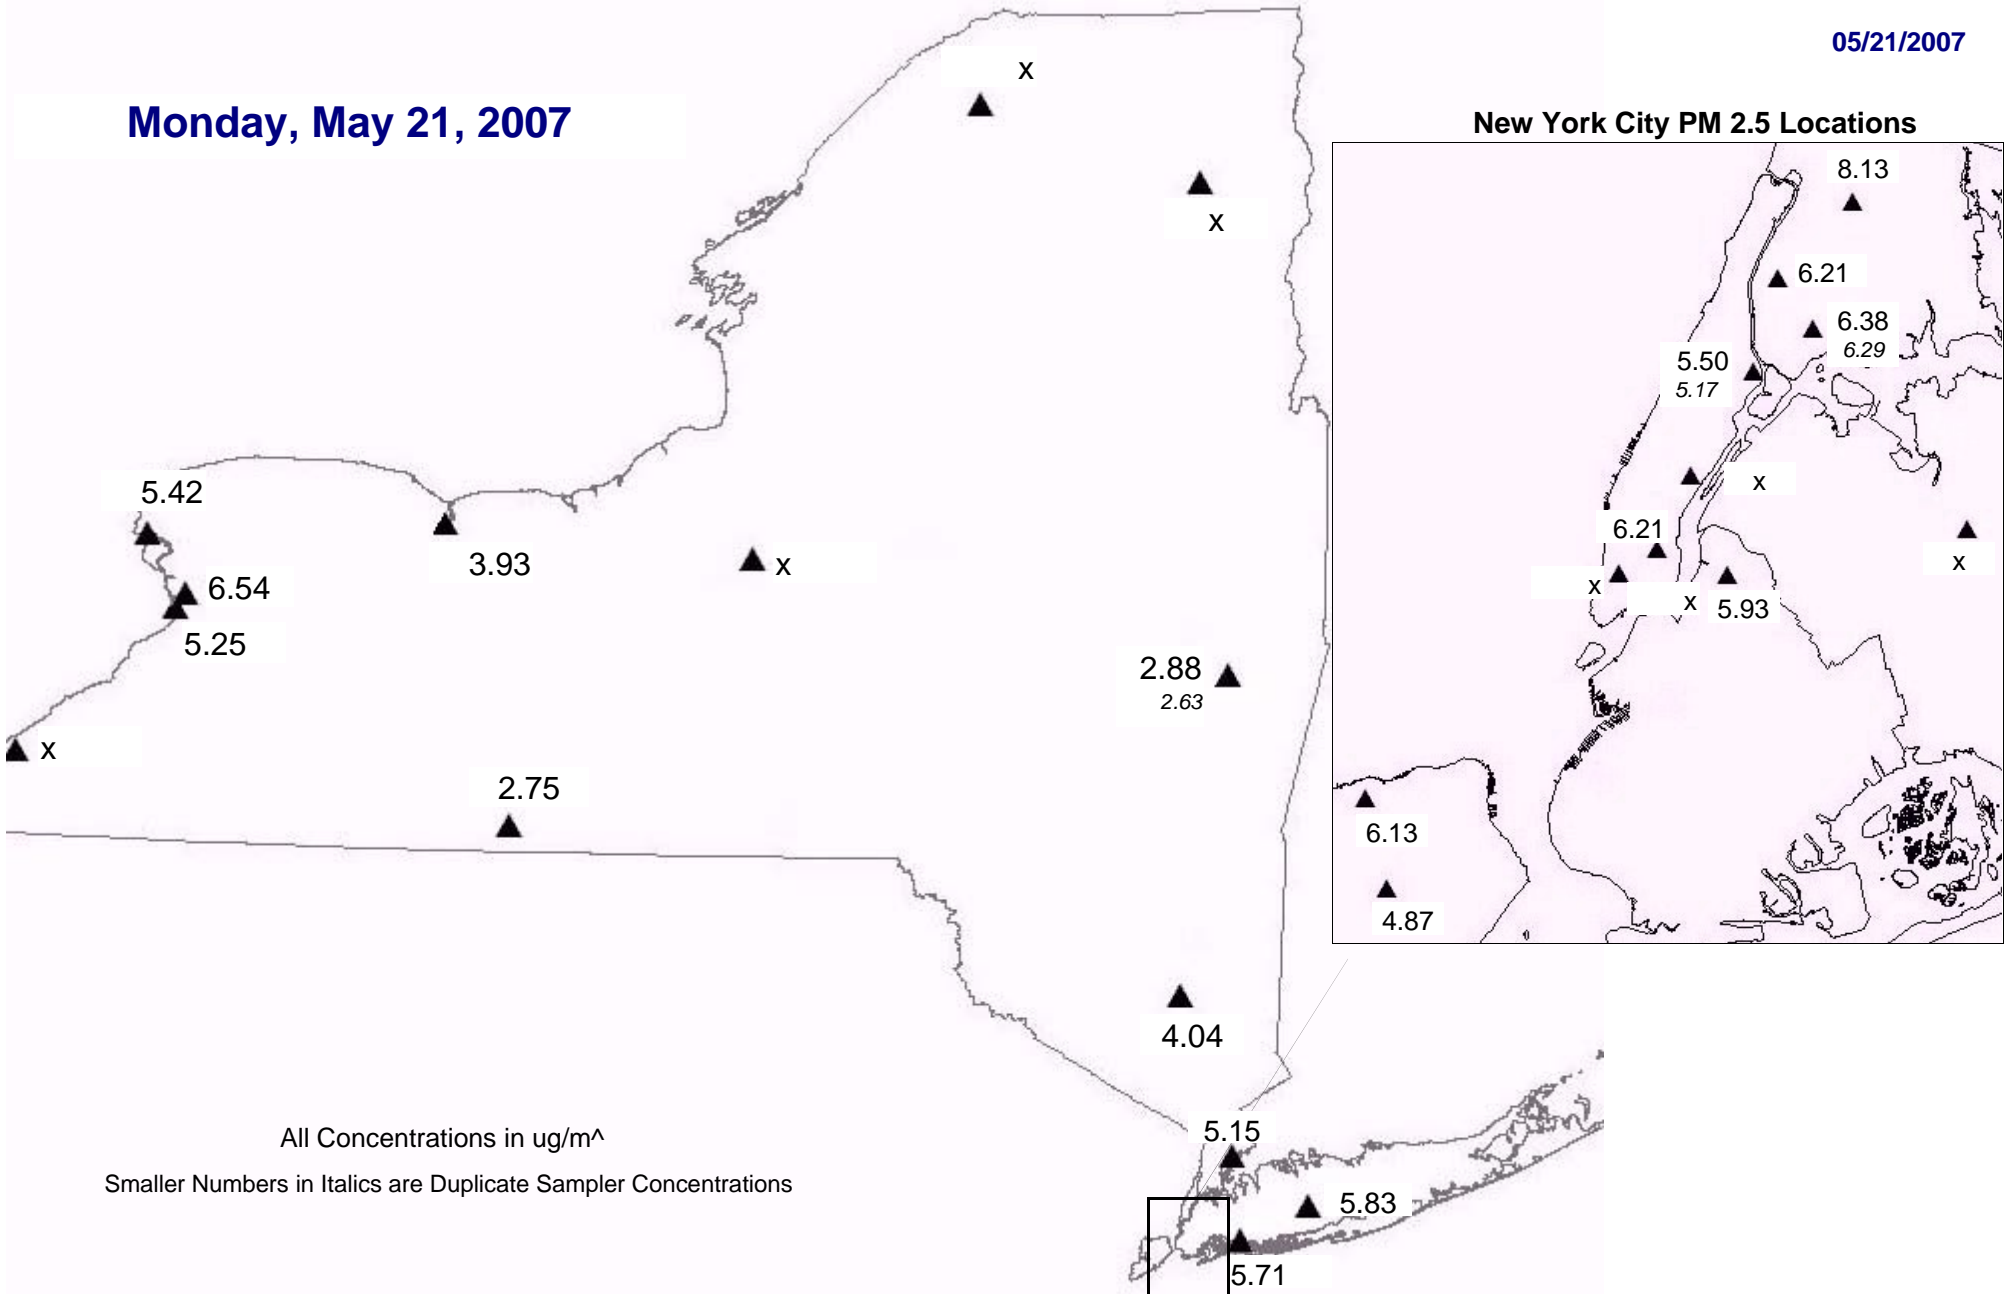 05/21/2007
Monday, May 21, 2007
New York City PM 2.5 Locations
x
x
5.42
3.93
x
6.54
5.25
x
2.75
2.88
2.63
4.04
5.15
5.83
5.71
8.13
6.21
6.38
6.29
5.50
5.17
x
6.21
x
x
5.93
x
6.13
4.87
All Concentrations in ug/m^
Smaller Numbers in Italics are Duplicate Sampler Concentrations